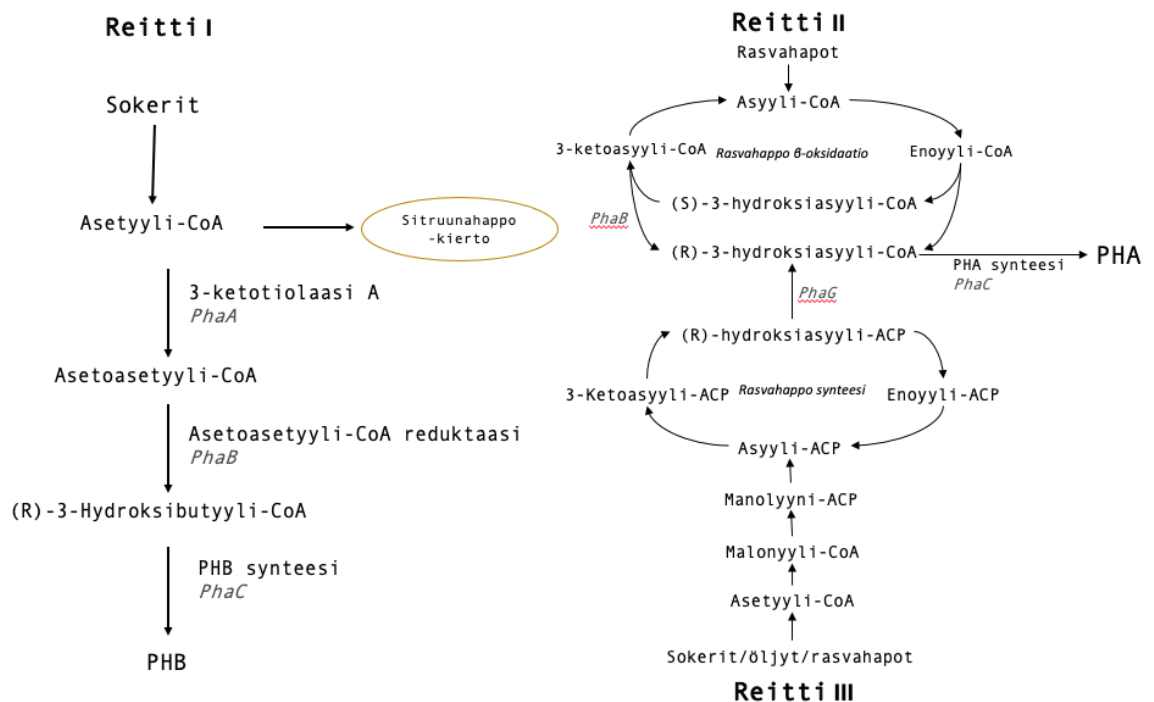 Reitti I
Sokerit
Asetyyli-CoA
Sitruunahappo
-kierto
3-ketotiolaasi A
PhaA
Asetoasetyyli-CoA
Asetoasetyyli-CoA reduktaasi
PhaB
(R)-3-Hydroksibutyyli-CoA
PHB synteesi
PhaC
PHB
Reitti II
Rasvahapot
Asyyli-CoA
3-ketoasyyli-CoA
Rasvahappo β-oksidaatio
Enoyyli-CoA
(S)-3-hydroksiasyyli-CoA
PhaB
(R)-3-hydroksiasyyli-CoA
PHA synteesi
PhaC
PHA
PhaG
(R)-hydroksiasyyli-ACP
3-Ketoasyyli-ACP
Rasvahappo synteesi
Enoyyli-ACP
Asyyli-ACP
Manolyyni-ACP
Malonyyli-CoA
Asetyyli-CoA
Sokerit/öljyt/rasvahapot
Reitti III